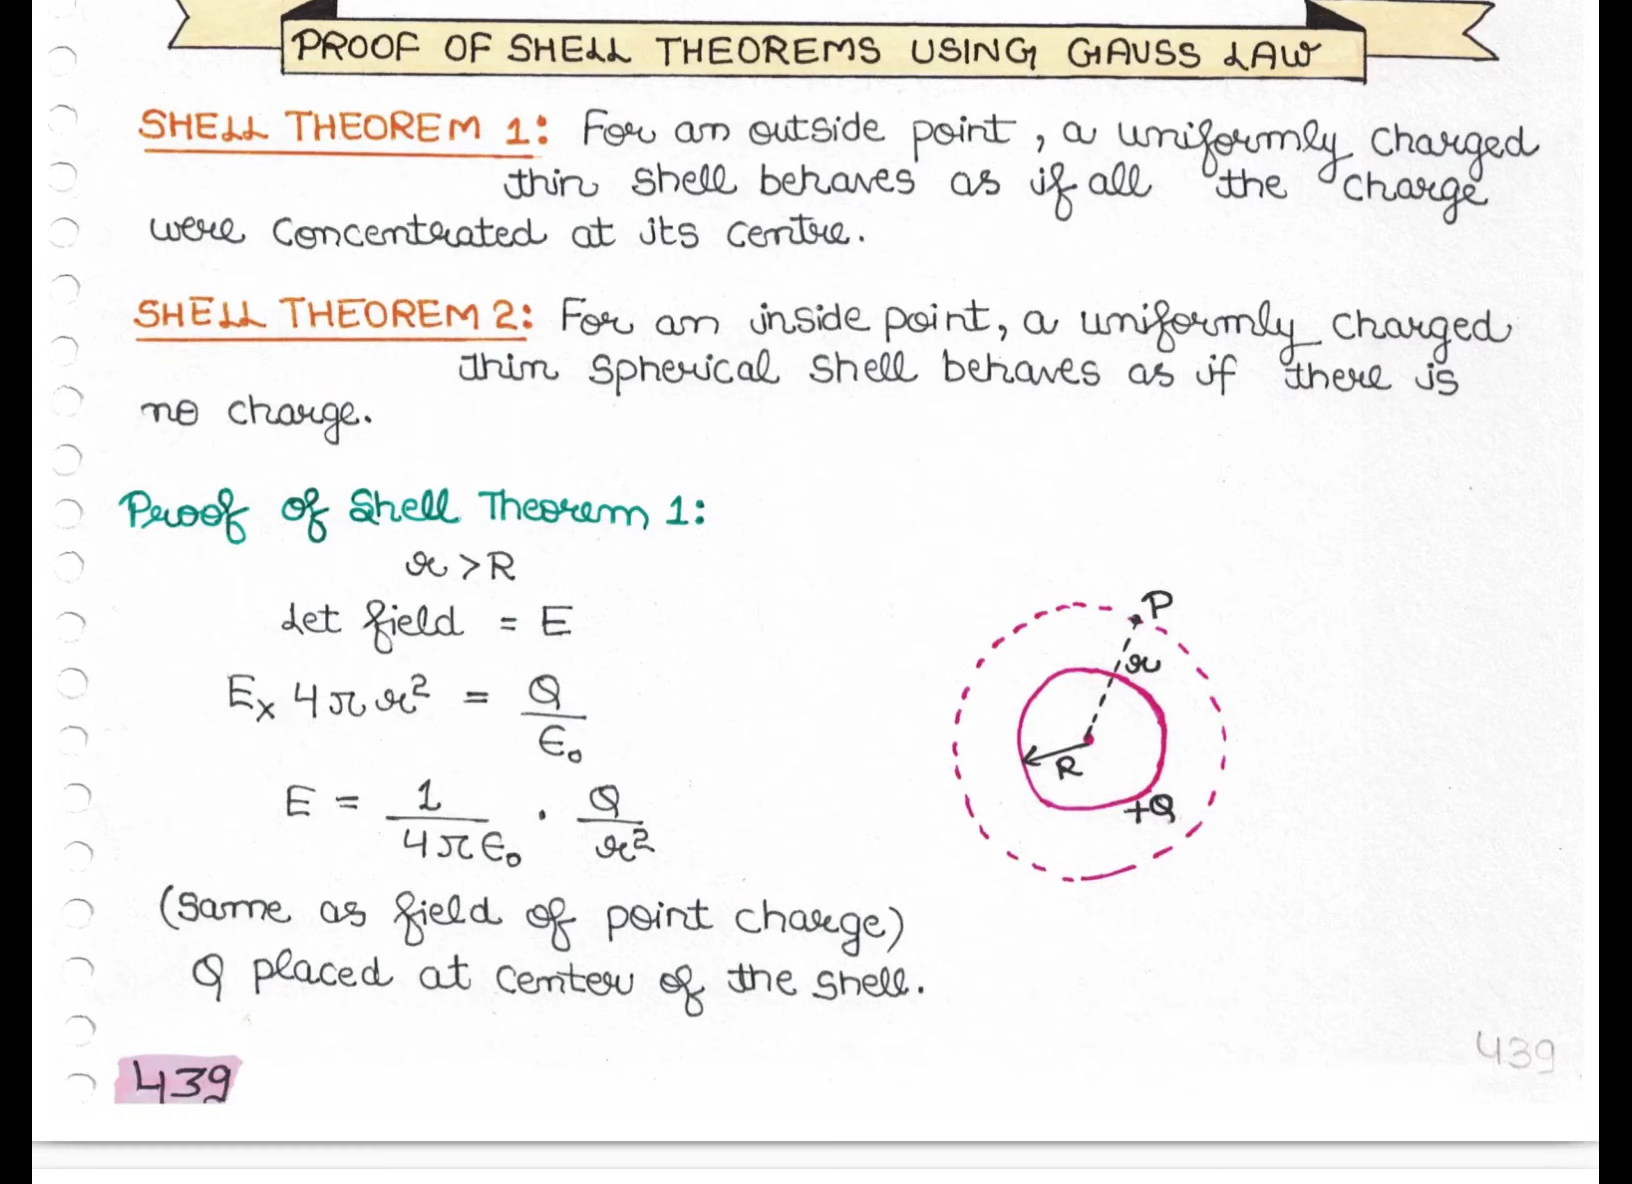 PROOF OF SHELL THEOREMS USING GAUSS LAW
SHELL THEOREM 1: For an outside point, a uniformly charged
thin shell behaves as if all the charge
were concentrated at its centre.
SHELL THEOREM 2: For an inside point, a uniformly charged
thin spherical shell behaves as if there is
no charge.
Proof of Shell Theorem 1:
r > R
Let field = E
E x 4πr² = Q/ε₀
E = 1/4πε₀ · Q/r²
(Same as field of point charge)
Q placed at center of the shell.
P
r
R
+Q
439
439